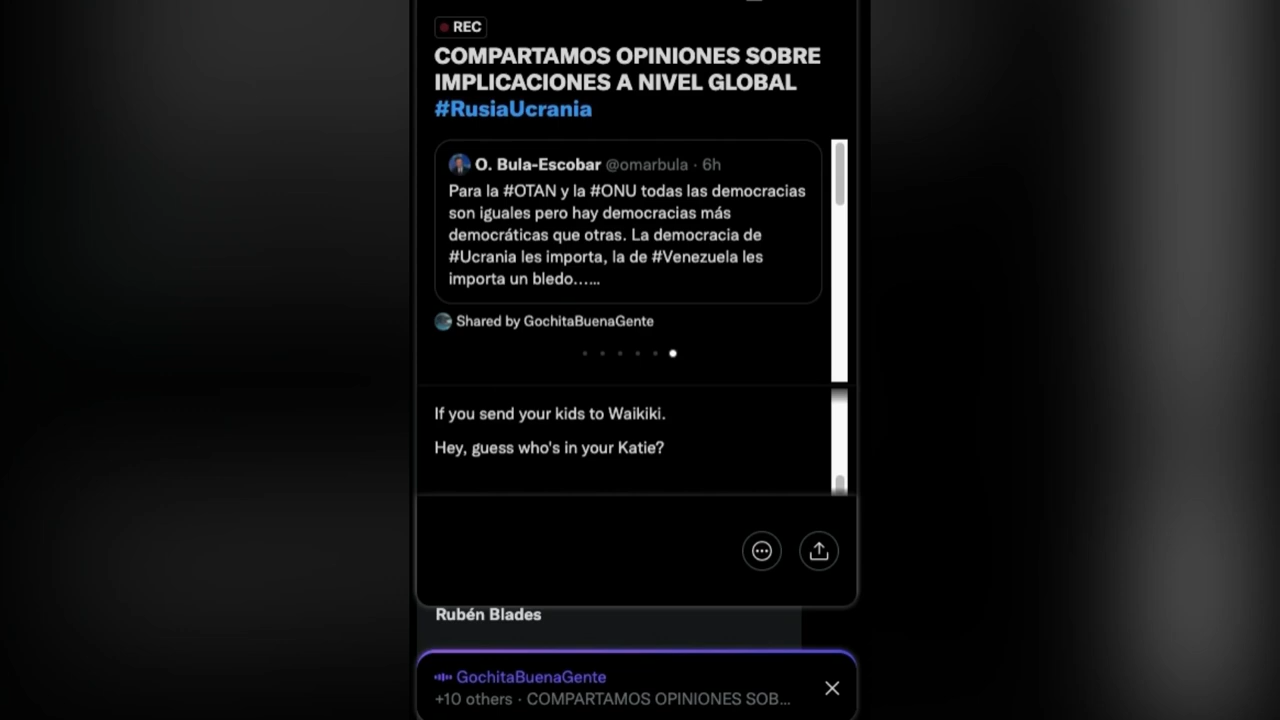 REC
COMPARTAMOS OPINIONES SOBRE
IMPLICACIONES A NIVEL GLOBAL
#RusiaUcrania
O. Bula-Escobar @omarbula · 6h
Para la #OTAN y la #ONU todas las democracias
son iguales pero hay democracias más
democráticas que otras. La democracia de
#Ucrania les importa, la de #Venezuela les
importa un bledo......
Shared by GochitaBuenaGente
If you send your kids to Waikiki.
Hey, guess who's in your Katie?
Rubén Blades
GochitaBuenaGente
+10 others · COMPARTAMOS OPINIONES SOB...